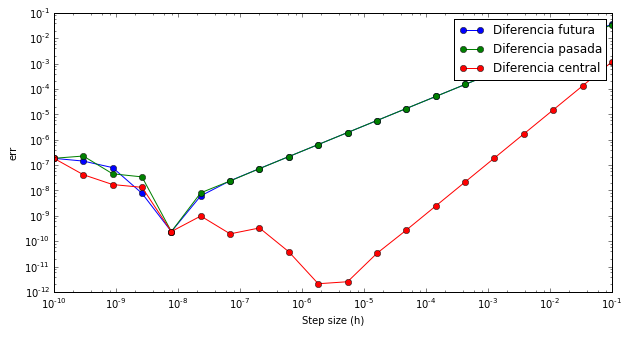 10^-1
10^-2
10^-3
10^-4
10^-5
10^-6
10^-7
10^-8
10^-9
10^-10
10^-11
10^-12
err
Diferencia futura
Diferencia pasada
Diferencia central
10^-10 10^-9 10^-8 10^-7 10^-6 10^-5 10^-4 10^-3 10^-2 10^-1
Step size (h)